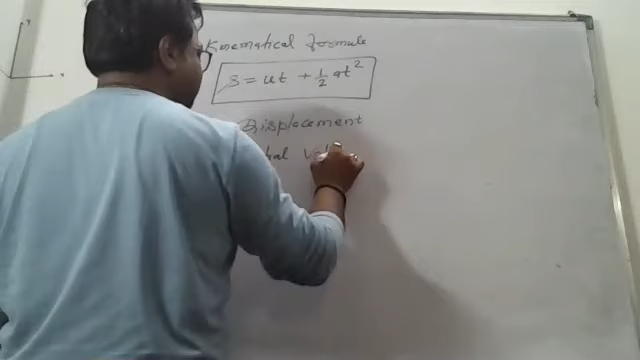 Kinematical formula
s = ut + 1/2 at²
Displacement